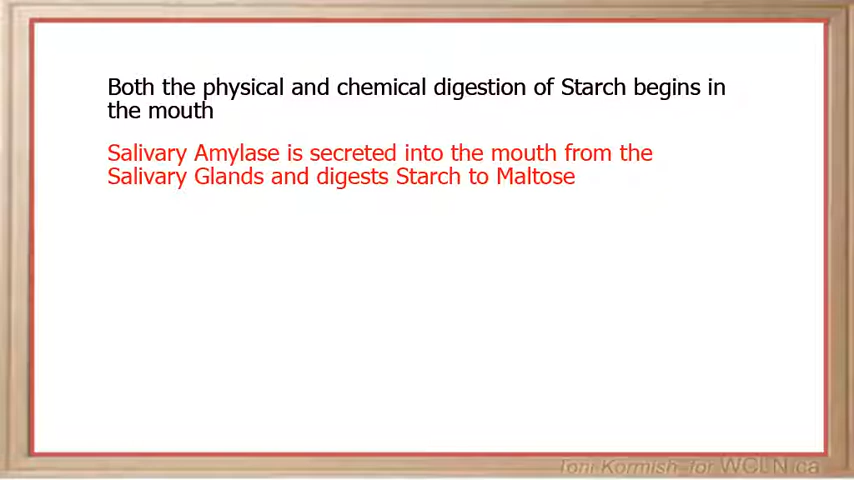 Both the physical and chemical digestion of Starch begins in
the mouth
Salivary Amylase is secreted into the mouth from the
Salivary Glands and digests Starch to Maltose
Toni Kormish for WCLN.ca